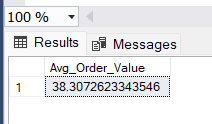 100 %
Results Messages
Avg_Order_Value
1 38.3072623343546